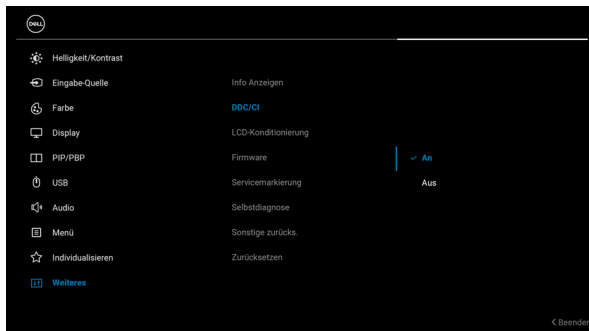 DELL
Helligkeit/Kontrast
Eingabe-Quelle
Farbe
Display
PIP/PBP
USB
Audio
Menü
Individualisieren
Weiteres
Info Anzeigen
DDC/CI
LCD-Konditionierung
Firmware
Servicemarkierung
Selbstdiagnose
Sonstige zurücks.
Zurücksetzen
An
Aus
Beenden